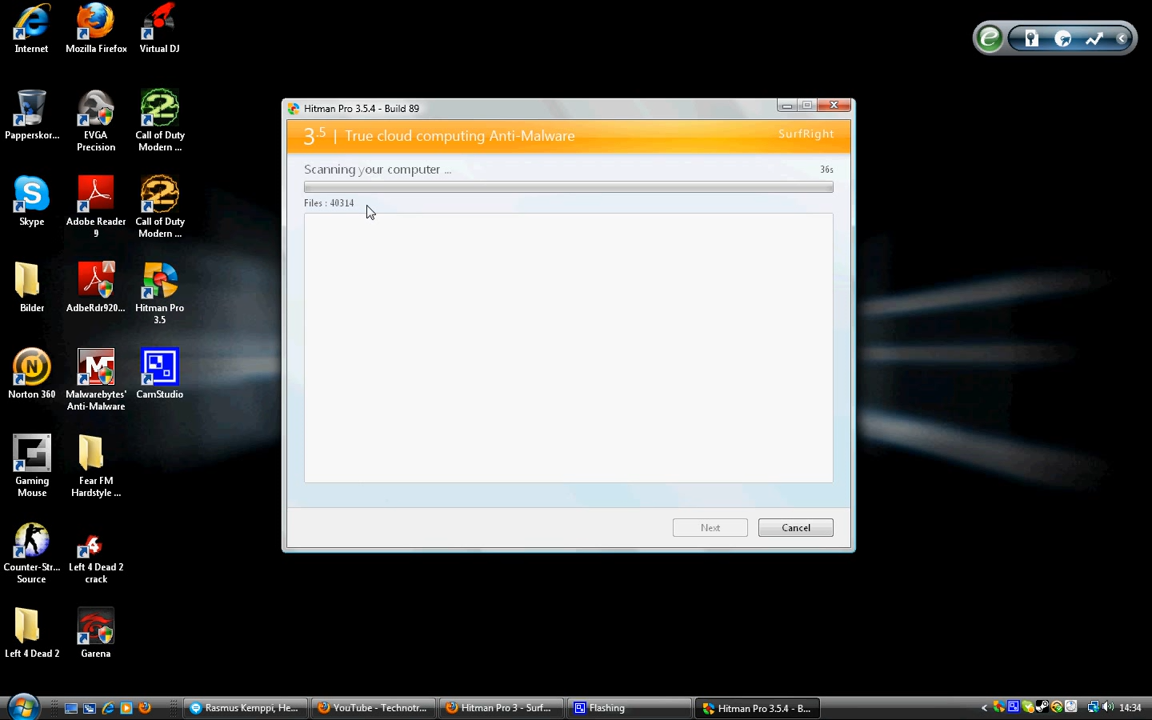 Internet
Mozilla Firefox
Virtual DJ
Papperskor...
EVGA
Precision
Call of Duty
Modern ...
Skype
Adobe Reader
9
Call of Duty
Modern ...
Bilder
AdbeRdr920...
Hitman Pro
3.5
Norton 360
Malwarebytes'
Anti-Malware
CamStudio
Gaming
Mouse
Fear FM
Hardstyle ...
Counter-Str...
Source
Left 4 Dead 2
crack
Left 4 Dead 2
Garena
Hitman Pro 3.5.4 - Build 89
3.5 | True cloud computing Anti-Malware
SurfRight
Scanning your computer ...
36s
Files : 40314
Next
Cancel
Rasmus Kemppi, He...
YouTube - Technotr...
Hitman Pro 3 - Surf...
Flashing
Hitman Pro 3.5.4 - B...
14:34